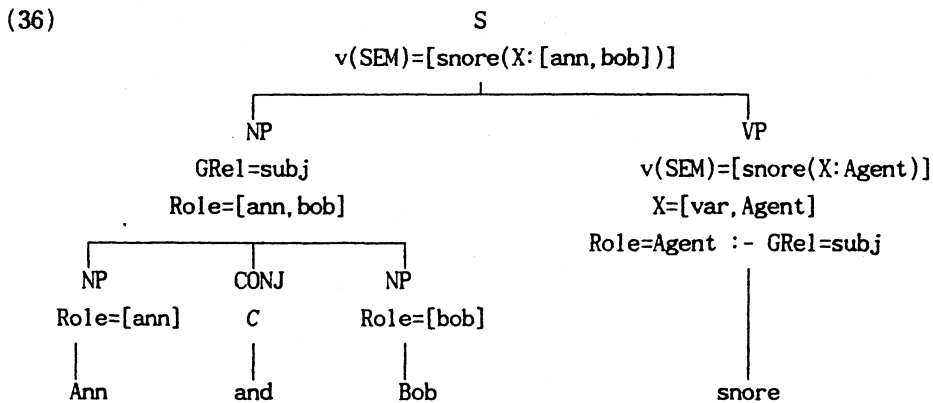 (36) S
v(SEM)=[snore(X:[ann,bob])]
NP VP
GRel=subj v(SEM)=[snore(X:Agent)]
Role=[ann,bob] X=[var,Agent]
Role=Agent :- GRel=subj
NP CONJ NP
Role=[ann] C Role=[bob]
Ann and Bob snore